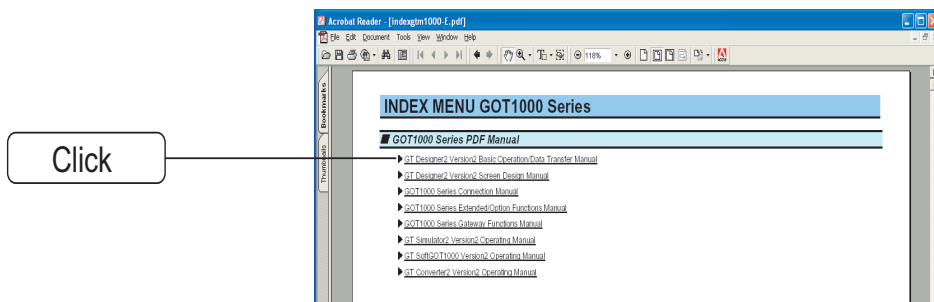 Acrobat Reader - [indexgtm1000-E.pdf]
File Edit Document Tools View Window Help
118%
Bookmarks
Thumbnails
INDEX MENU GOT1000 Series
GOT1000 Series PDF Manual
Click
GT Designer2 Version2 Basic Operation/Data Transfer Manual
GT Designer2 Version2 Screen Design Manual
GOT1000 Series Connection Manual
GOT1000 Series Extended/Option Functions Manual
GOT1000 Series Gateway Functions Manual
GT Simulator2 Version2 Operating Manual
GT SoftGOT1000 Version2 Operating Manual
GT Converter2 Version2 Operating Manual